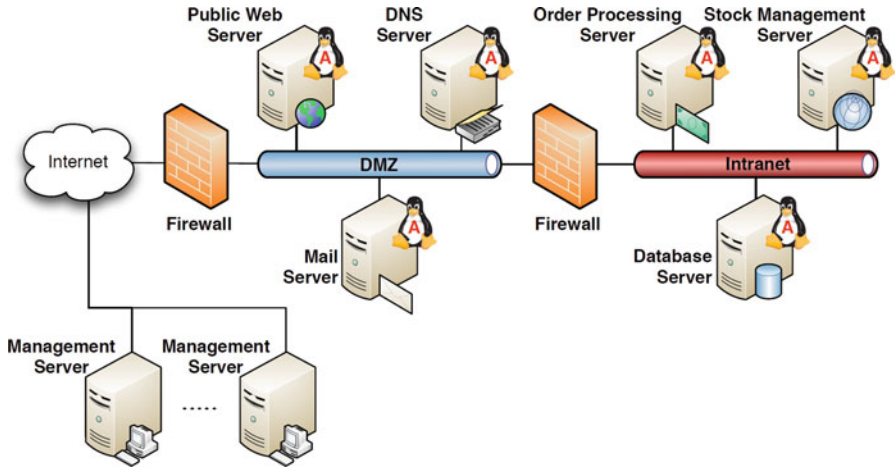 Public Web
Server
DNS
Server
Order Processing
Server
Stock Management
Server
A
A
A
A
Internet
DMZ
Intranet
Firewall
Firewall
Mail
Server
A
Database
Server
A
Management
Server
Management
Server